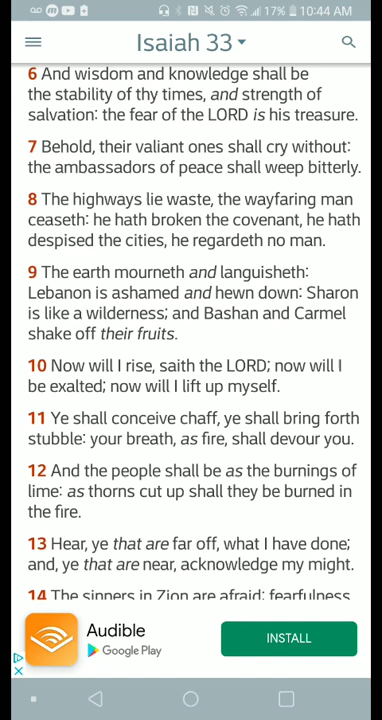 17% 10:44 AM
Isaiah 33
6 And wisdom and knowledge shall be
the stability of thy times, and strength of
salvation: the fear of the LORD is his treasure.
7 Behold, their valiant ones shall cry without:
the ambassadors of peace shall weep bitterly.
8 The highways lie waste, the wayfaring man
ceaseth: he hath broken the covenant, he hath
despised the cities, he regardeth no man.
9 The earth mourneth and languisheth:
Lebanon is ashamed and hewn down: Sharon
is like a wilderness; and Bashan and Carmel
shake off their fruits.
10 Now will I rise, saith the LORD; now will I
be exalted; now will I lift up myself.
11 Ye shall conceive chaff, ye shall bring forth
stubble: your breath, as fire, shall devour you.
12 And the people shall be as the burnings of
lime: as thorns cut up shall they be burned in
the fire.
13 Hear, ye that are far off, what I have done;
and, ye that are near, acknowledge my might.
14 The sinners in Zion are afraid; fearfulness
Audible
Google Play
INSTALL